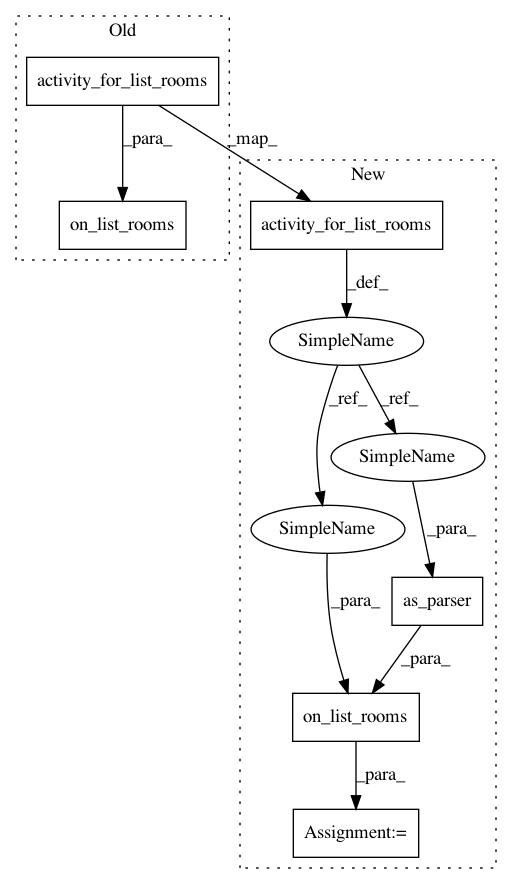 Old
activity_for_list_rooms
_para_
_map_
New
on_list_rooms
activity_for_list_rooms
_def_
SimpleName
_ref_
_ref_
SimpleName
SimpleName
_para_
_para_
as_parser
_para_
on_list_rooms
_para_
Assignment:=